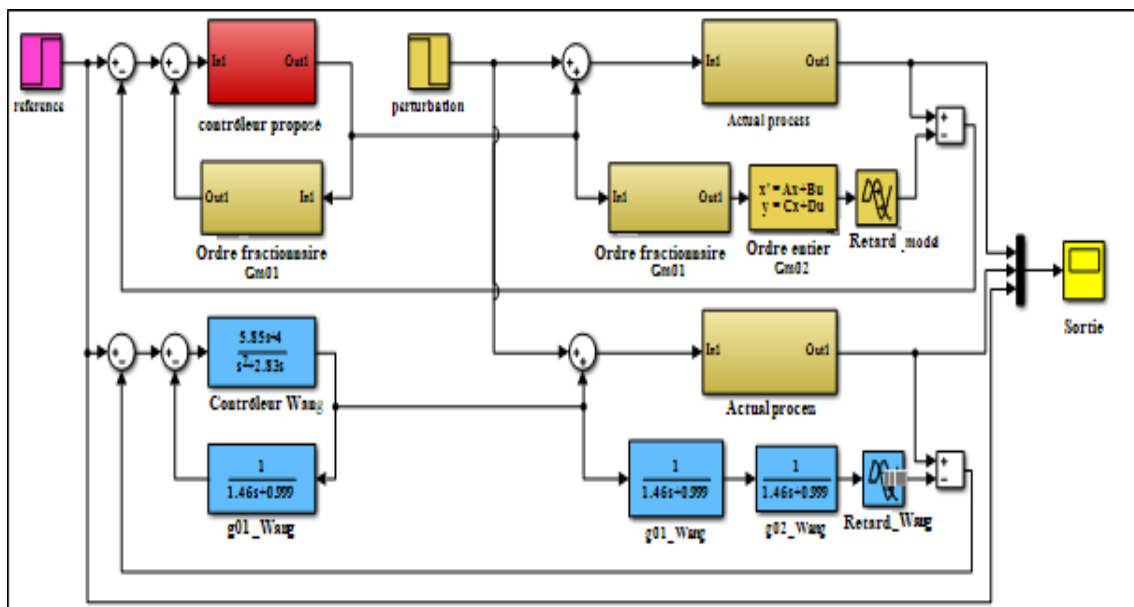 reference
In1 Out1
contrôleur proposé
Out1 In1
Ordre fractionnaire
Gm01
perturbation
In1 Out1
Actual process
In1 Out1
Ordre fractionnaire
Gm01
x' = Ax+Bu
y = Cx+Du
Ordre entier
Gm02
Retard_model
Sortie
5.85s+4
s²+2.83s
Contrôleur Wang
1
1.46s+0.999
g01_Wang
In1 Out1
Actual process
1
1.46s+0.999
g01_Wang
1
1.46s+0.999
g02_Wang
Retard_Wang